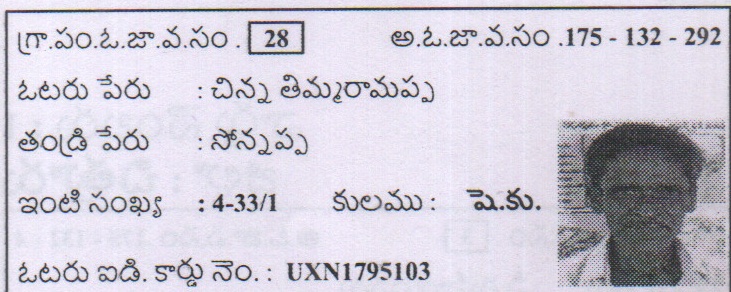 గ్రా.పం.ఓ.జా.వ.సం . 28 అ.ఓ.జా.వ.సం .175 - 132 - 292
ఓటరు పేరు : చిన్న తిమ్మరామప్ప
తండ్రి పేరు : సోన్నప్ప
ఇంటి సంఖ్య : 4-33/1 కులము : షె.కు.
ఓటరు ఐడి. కార్డు నెం. : UXN1795103